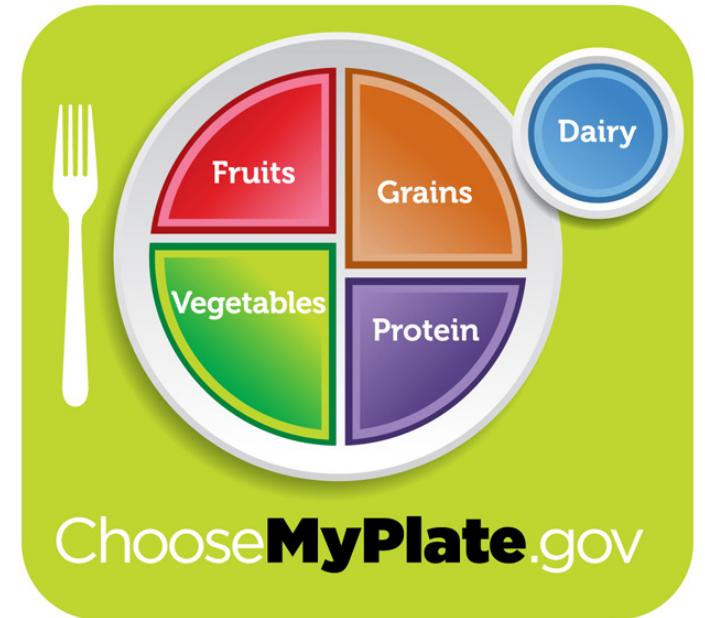 Fruits
Grains
Dairy
Vegetables
Protein
ChooseMyPlate.gov